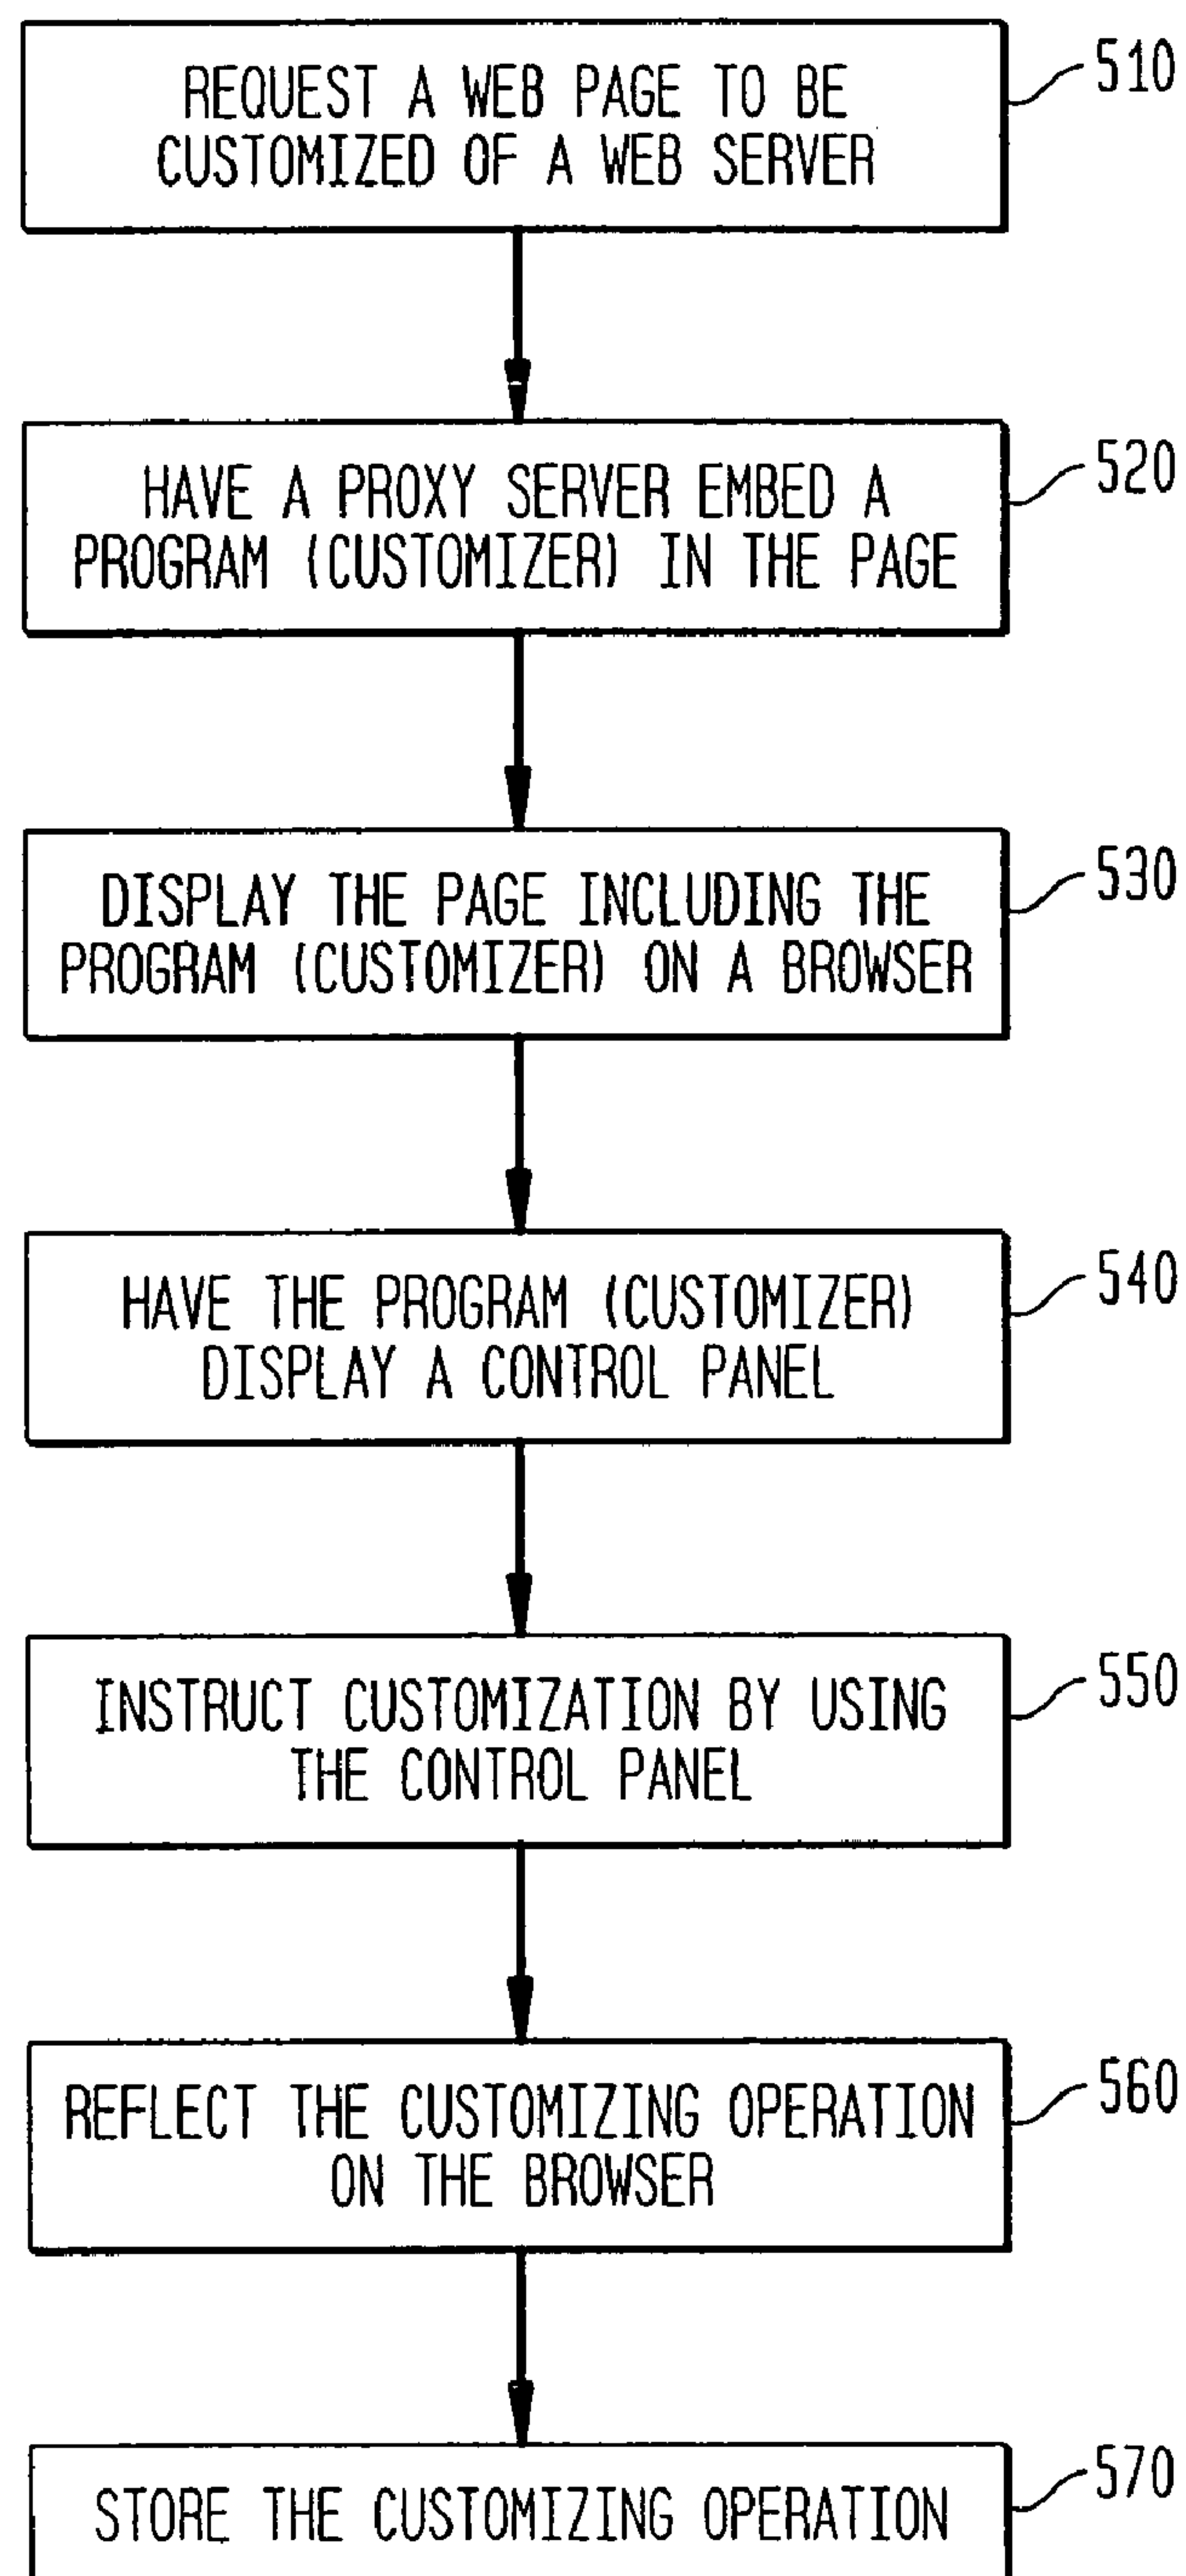 REQUEST A WEB PAGE TO BE
CUSTOMIZED OF A WEB SERVER
510
HAVE A PROXY SERVER EMBED A
PROGRAM (CUSTOMIZER) IN THE PAGE
520
DISPLAY THE PAGE INCLUDING THE
PROGRAM (CUSTOMIZER) ON A BROWSER
530
HAVE THE PROGRAM (CUSTOMIZER)
DISPLAY A CONTROL PANEL
540
INSTRUCT CUSTOMIZATION BY USING
THE CONTROL PANEL
550
REFLECT THE CUSTOMIZING OPERATION
ON THE BROWSER
560
STORE THE CUSTOMIZING OPERATION
570